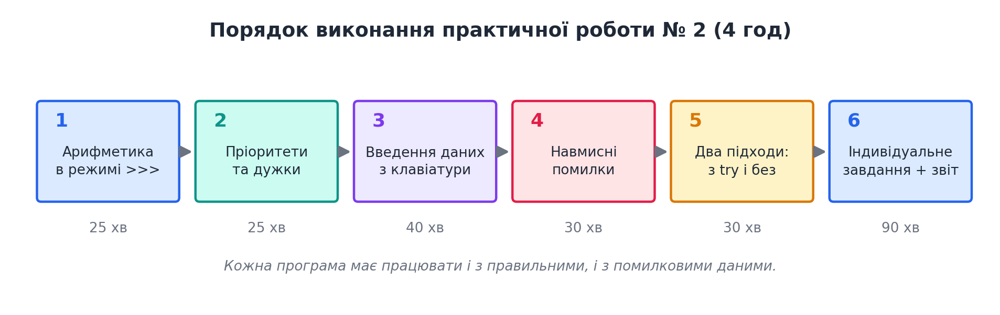 Порядок виконання практичної роботи № 2 (4 год)
1
Арифметика
в режимі >>>
25 хв
2
Пріоритети
та дужки
25 хв
3
Введення даних
з клавіатури
40 хв
4
Навмисні
помилки
30 хв
5
Два підходи:
з try і без
30 хв
6
Індивідуальне
завдання + звіт
90 хв
Кожна програма має працювати і з правильними, і з помилковими даними.